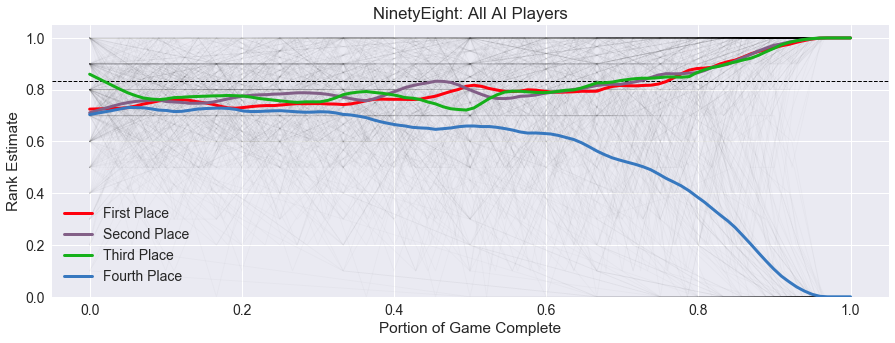 NinetyEight: All AI Players
Rank Estimate
1.0
0.8
0.6
0.4
0.2
0.0
First Place
Second Place
Third Place
Fourth Place
0.0 0.2 0.4 0.6 0.8 1.0
Portion of Game Complete